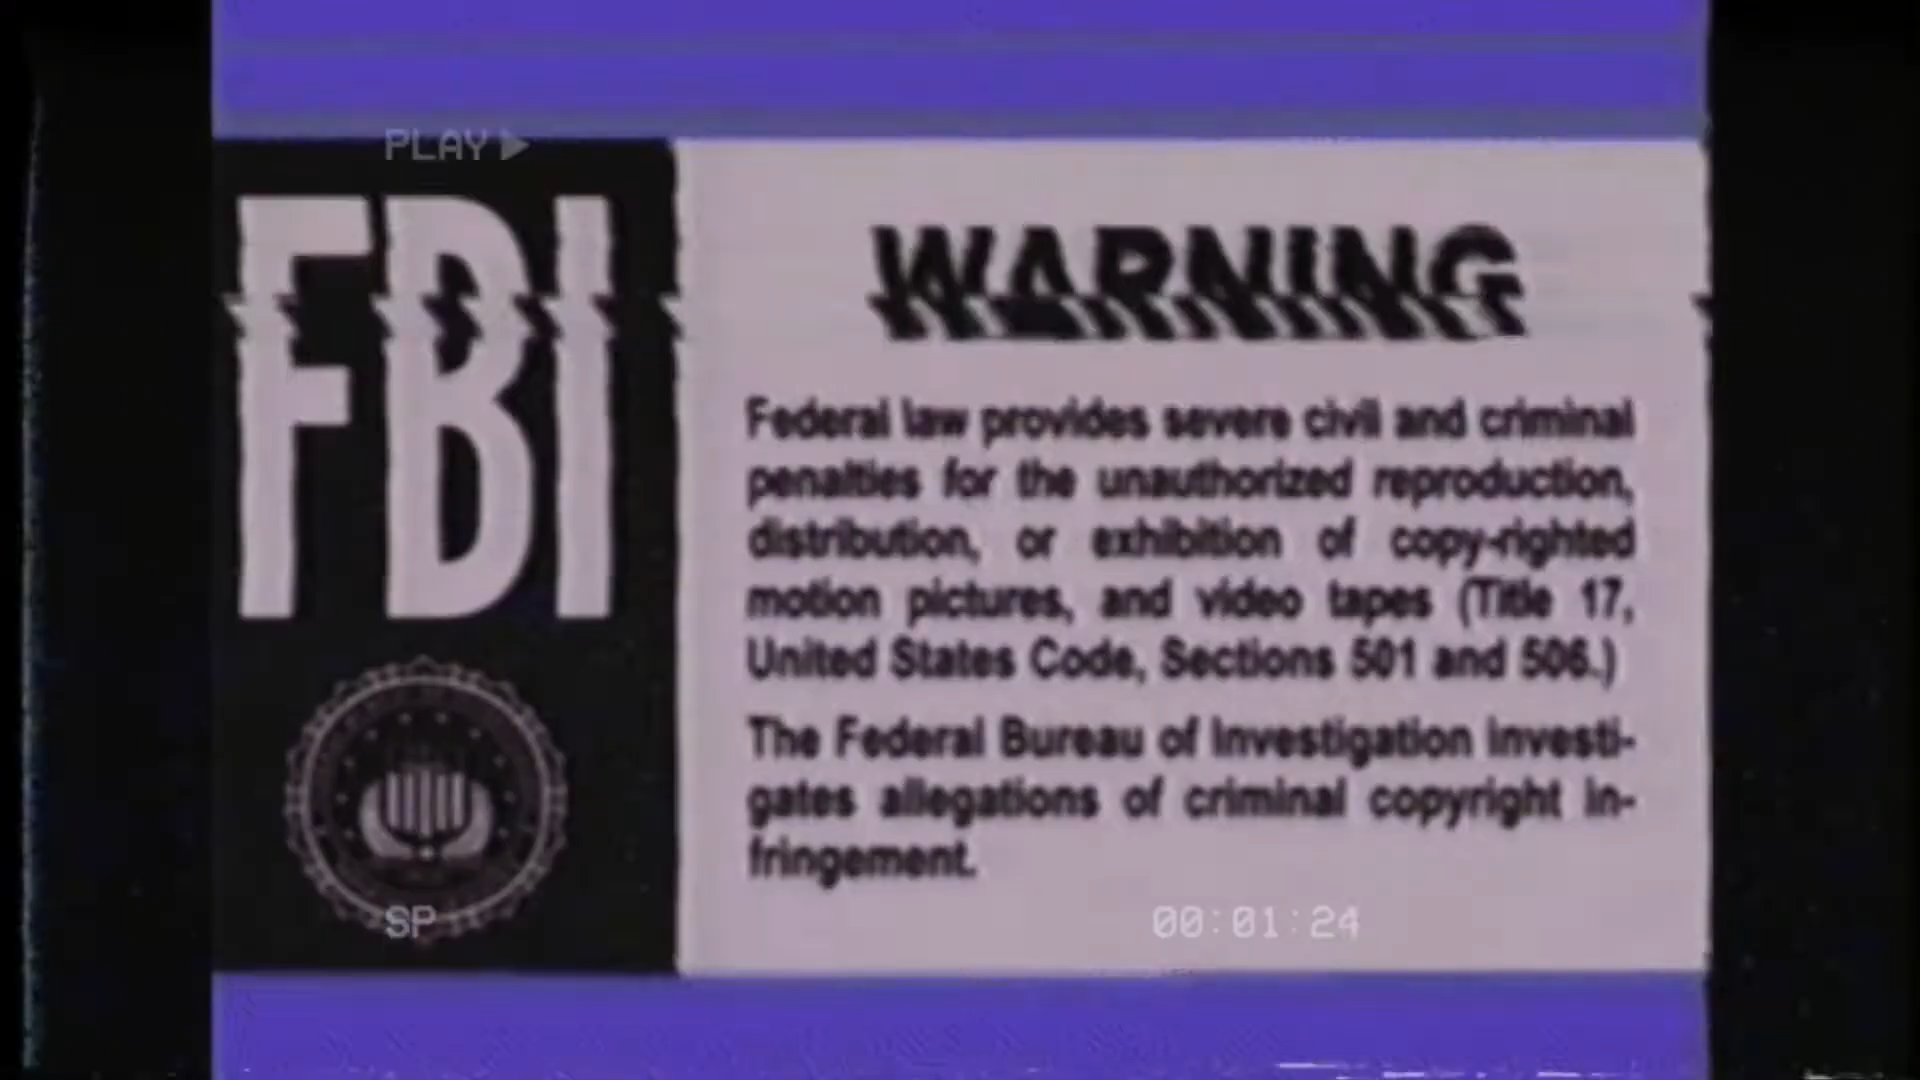 PLAY
FBI
WARNING
Federal law provides severe civil and criminal
penalties for the unauthorized reproduction,
distribution, or exhibition of copy-righted
motion pictures, and video tapes (Title 17,
United States Code, Sections 501 and 506.)
The Federal Bureau of Investigation investi-
gates allegations of criminal copyright in-
fringement.
SP
00:01:24